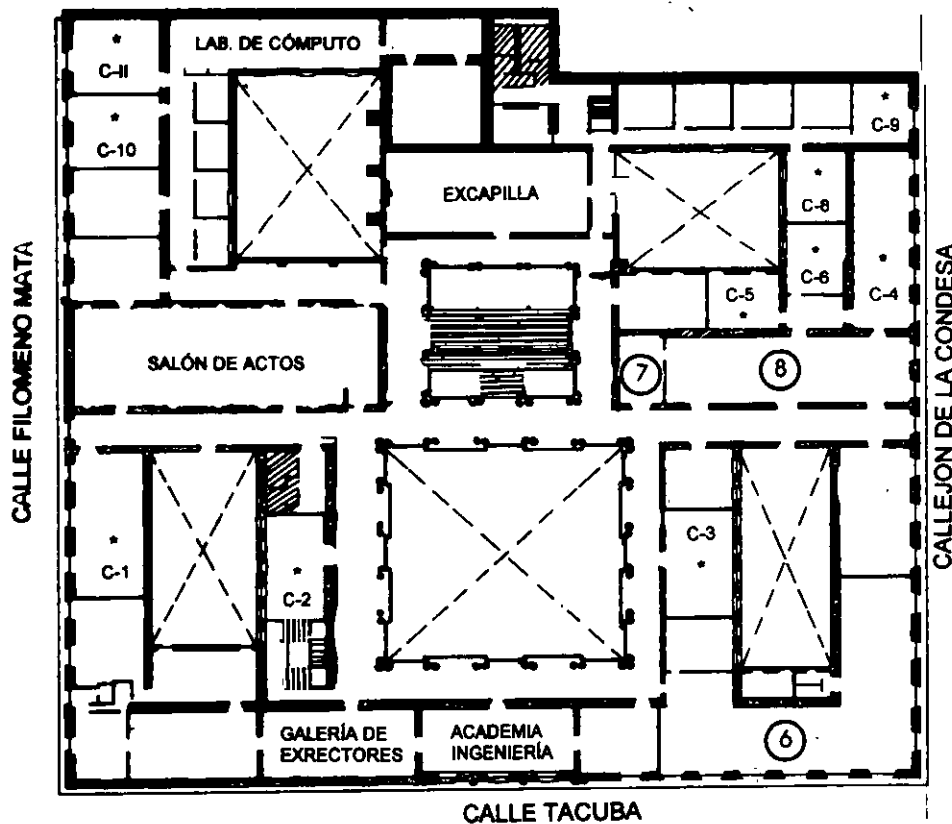 LAB. DE CÓMPUTO
*
C-11
*
C-10
*
C-9
EXCAPILLA
*
C-8
*
C-6
*
C-4
C-5
*
CALLE FILOMENO MATA
SALÓN DE ACTOS
7
8
CALLEJON DE LA CONDESA
*
C-1
*
C-2
C-3
*
GALERÍA DE
EXRECTORES
ACADEMIA
INGENIERÍA
6
CALLE TACUBA